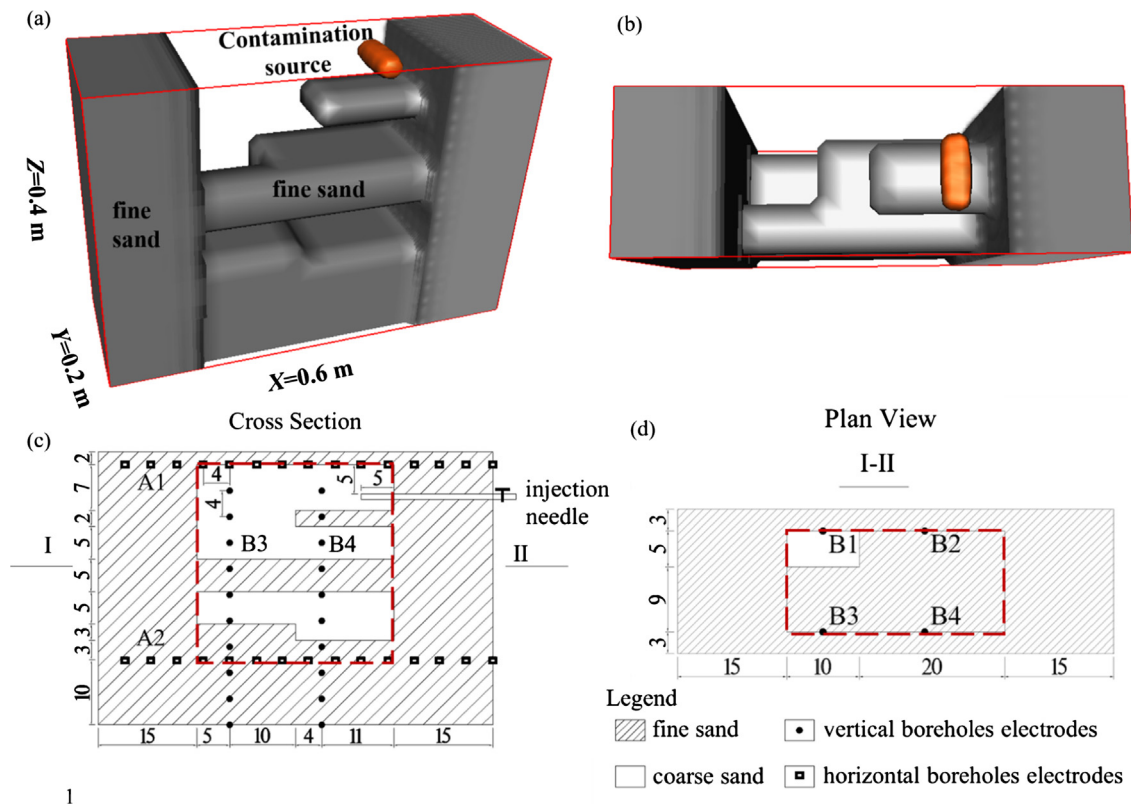 (a)
Contamination
source
Z=0.4 m
fine sand
fine
sand
Y=0.2 m
X=0.6 m
(b)
Cross Section
(c)
2
7
2
5
5
5
3
3
10
A1
4
4
5
5
injection
needle
B3
B4
I
II
A2
15
5
10
4
11
15
1
Plan View
(d)
I-II
3
5
9
3
B1
B2
B3
B4
15
10
20
15
Legend
fine sand
vertical boreholes electrodes
coarse sand
horizontal boreholes electrodes